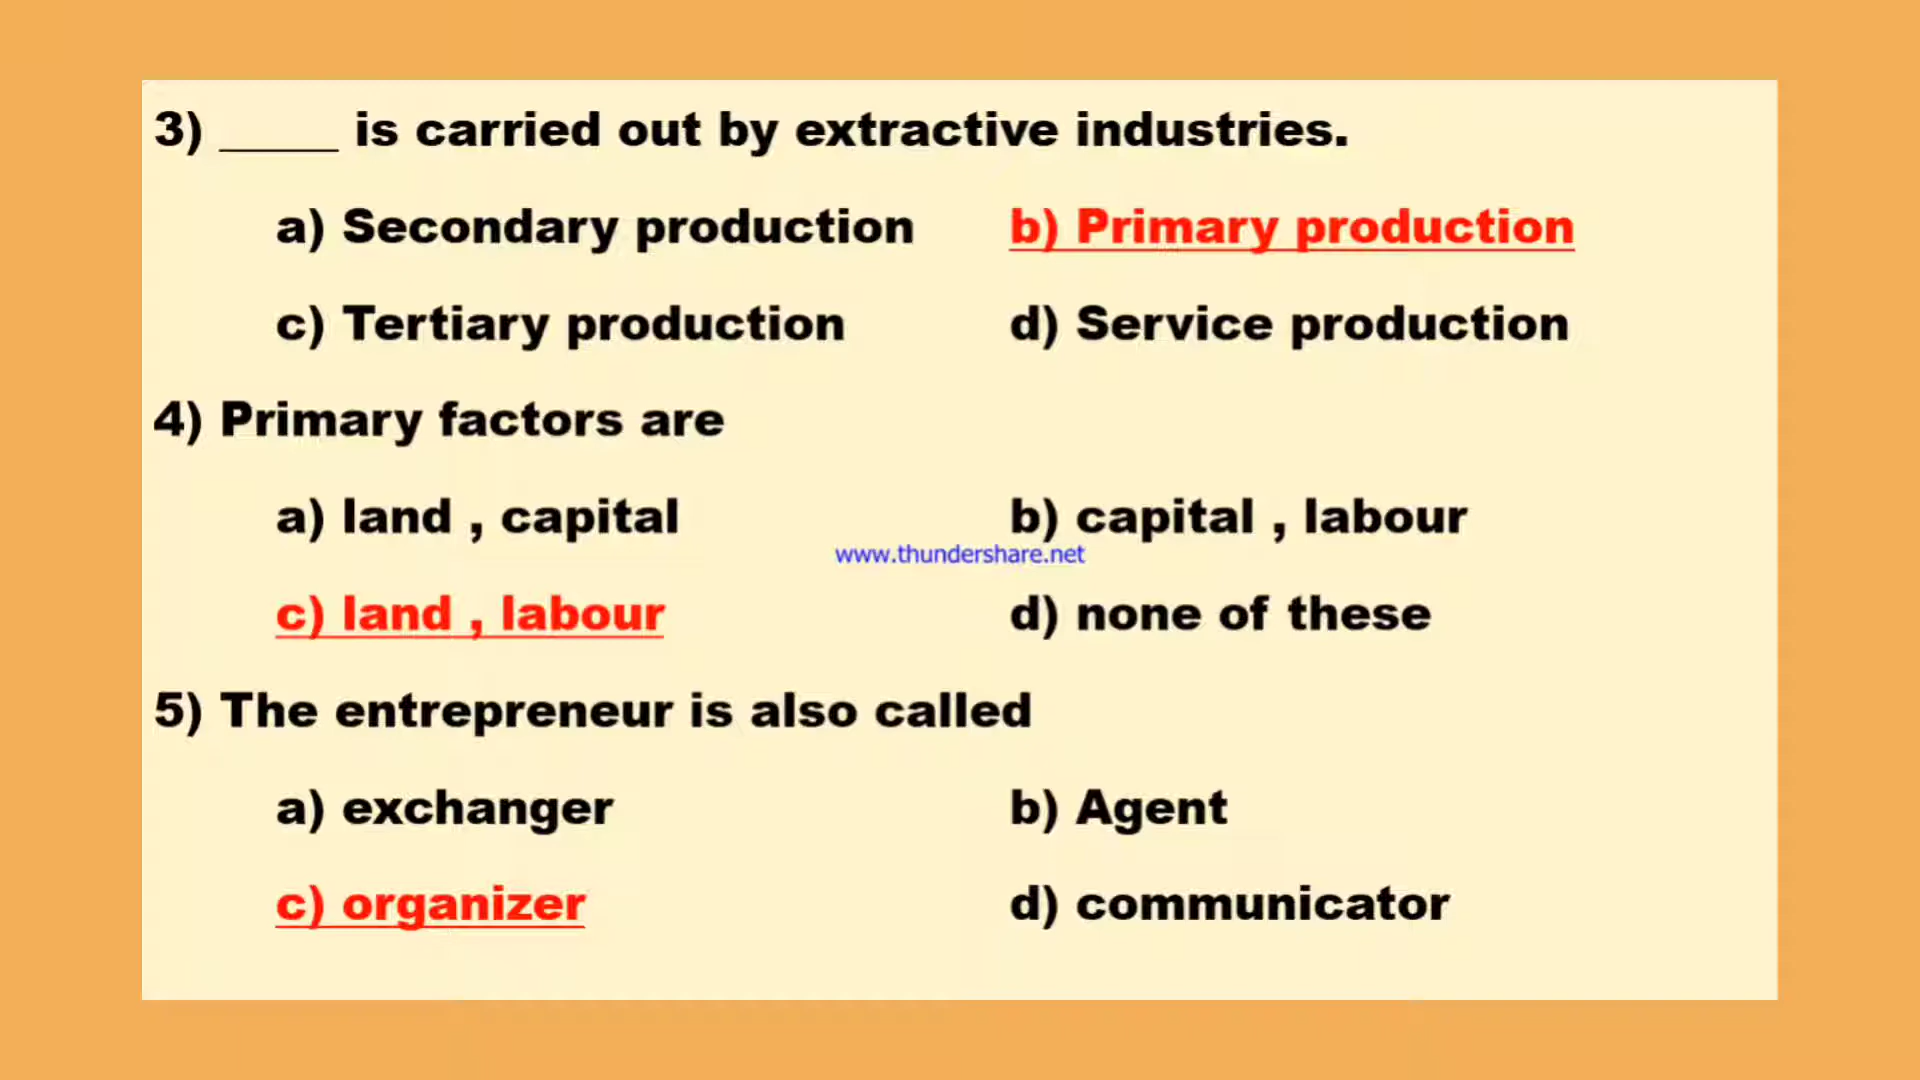 3) _____ is carried out by extractive industries.
a) Secondary production b) Primary production
c) Tertiary production d) Service production
4) Primary factors are
a) land , capital b) capital , labour
www.thundershare.net
c) land , labour d) none of these
5) The entrepreneur is also called
a) exchanger b) Agent
c) organizer d) communicator